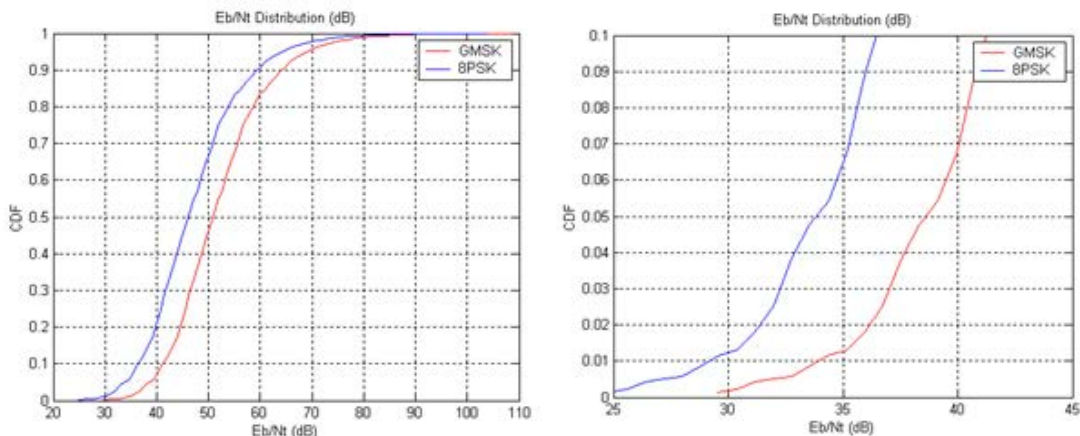 Eb/Nt Distribution (dB)
1
0.9
0.8
0.7
0.6
0.5
0.4
0.3
0.2
0.1
0
CDF
GMSK
8PSK
20 30 40 50 60 70 80 90 100 110
Eb/Nt (dB)
Eb/Nt Distribution (dB)
0.1
0.09
0.08
0.07
0.06
0.05
0.04
0.03
0.02
0.01
0
CDF
GMSK
8PSK
25 30 35 40 45
Eb/Nt (dB)